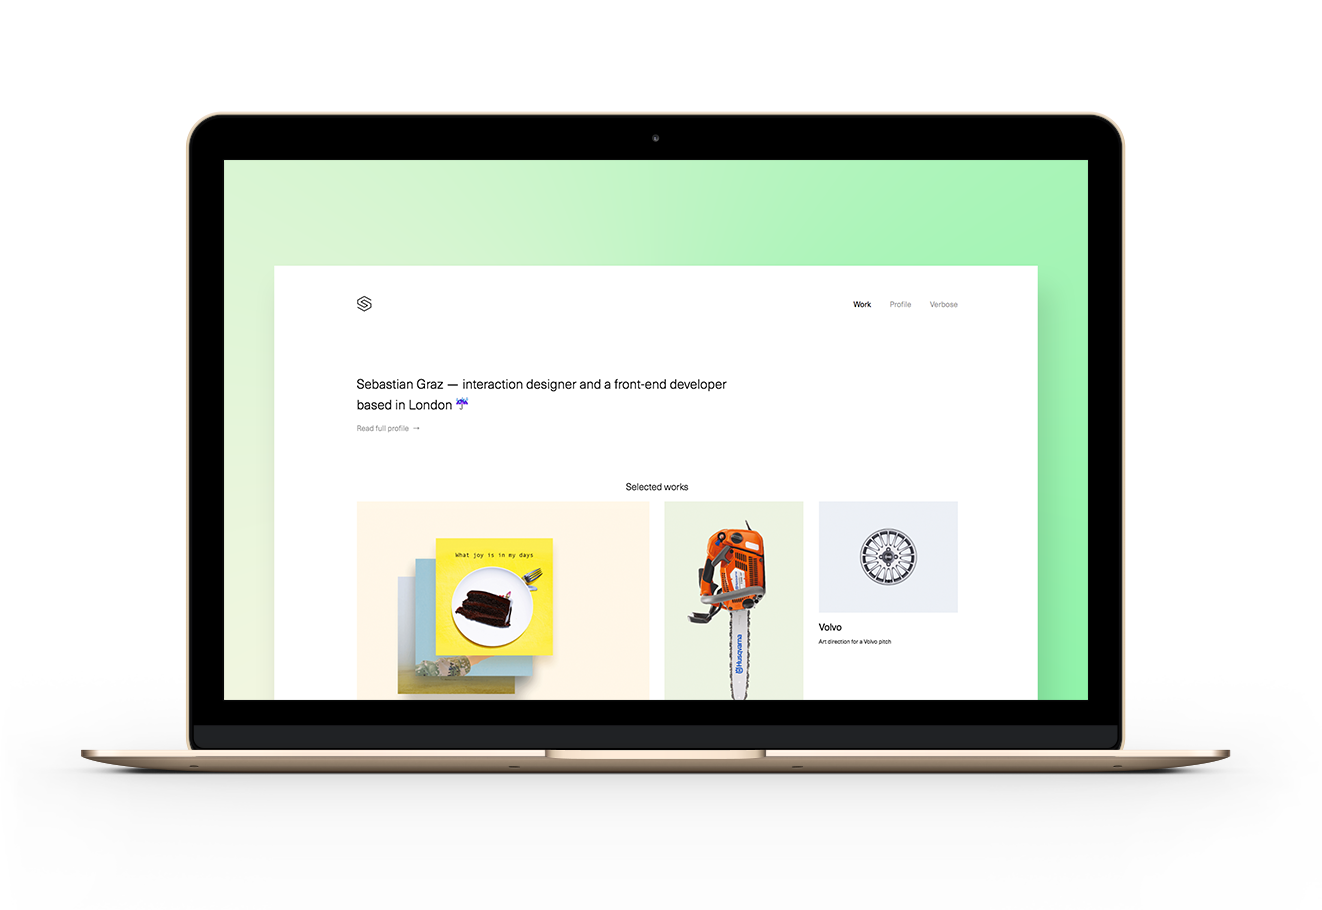 Work Profile Verbose
Sebastian Graz — interaction designer and a front-end developer
based in London ☔
Read full profile →
Selected works
What joy is in my days
Husqvarna
Volvo
Art direction for a Volvo pitch